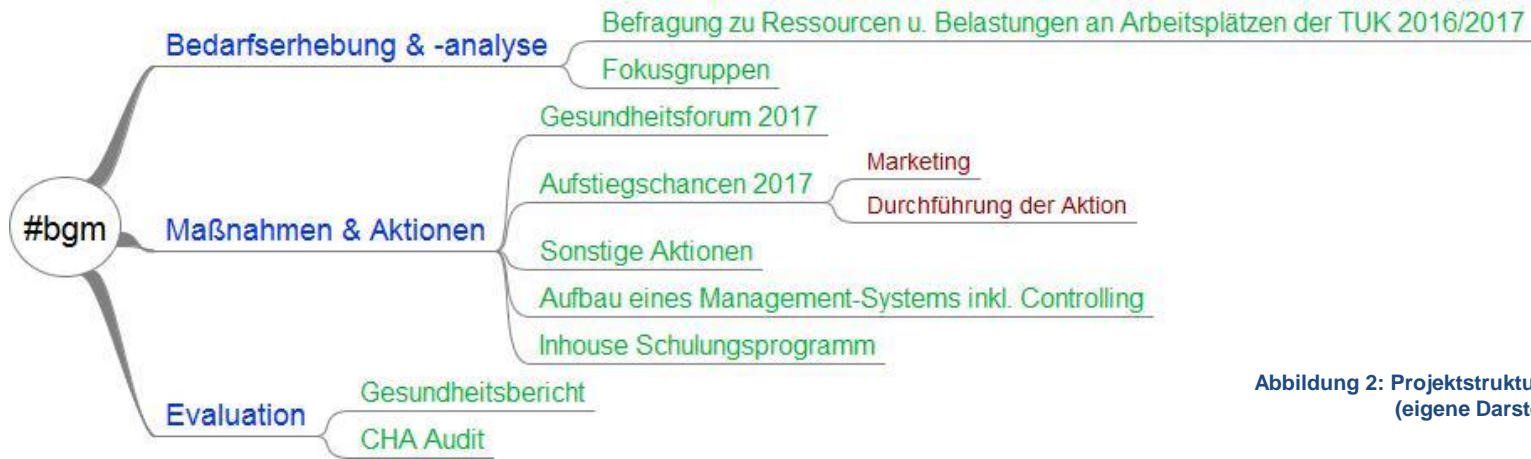 #bgm
Bedarfserhebung & -analyse
Befragung zu Ressourcen u. Belastungen an Arbeitsplätzen der TUK 2016/2017
Fokusgruppen
Maßnahmen & Aktionen
Gesundheitsforum 2017
Aufstiegschancen 2017
Marketing
Durchführung der Aktion
Sonstige Aktionen
Aufbau eines Management-Systems inkl. Controlling
Inhouse Schulungsprogramm
Evaluation
Gesundheitsbericht
CHA Audit
Abbildung 2:
(eigene